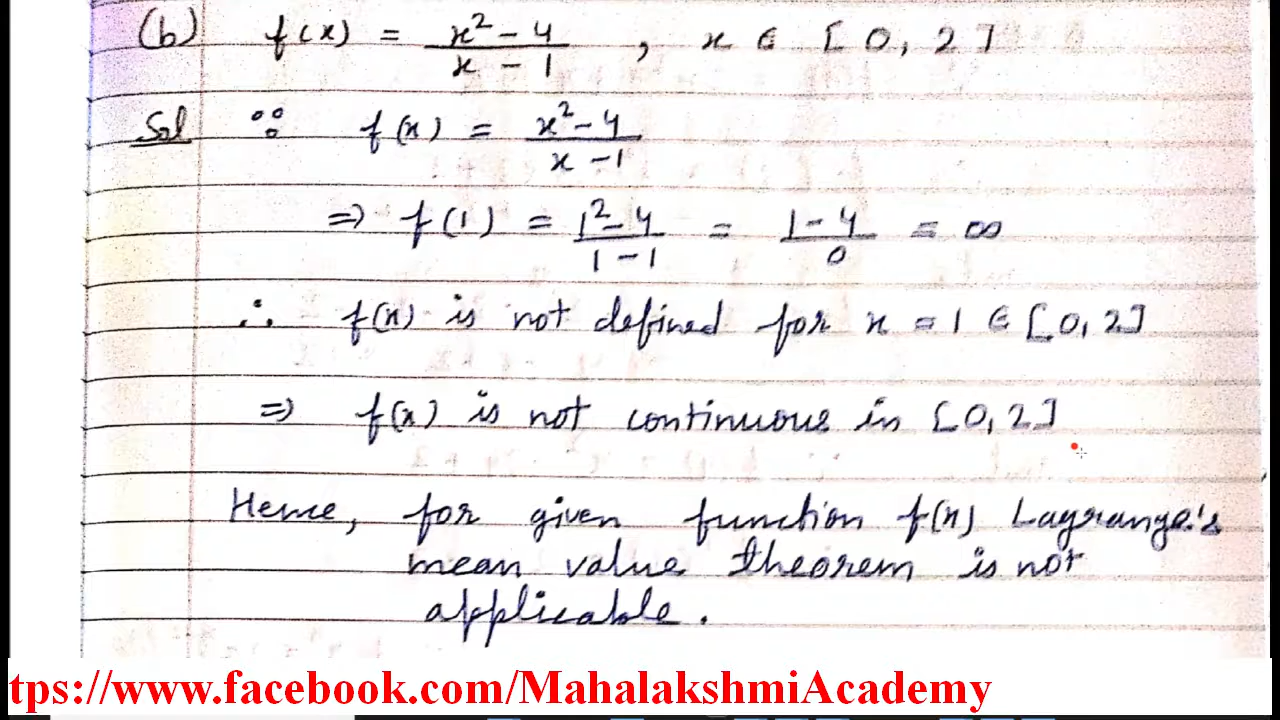 (b) f(x) = x² - 4 / x - 1 , x ∈ [0, 2]
Sol ∵ f(x) = x² - 4 / x - 1
⇒ f(1) = 1² - 4 / 1 - 1 = 1 - 4 / 0 = ∞
∴ f(x) is not defined for x = 1 ∈ [0, 2]
⇒ f(x) is not continuous in [0, 2]
Hence, for given function f(x) Lagrange's
mean value theorem is not
applicable.
tps://www.facebook.com/MahalakshmiAcademy